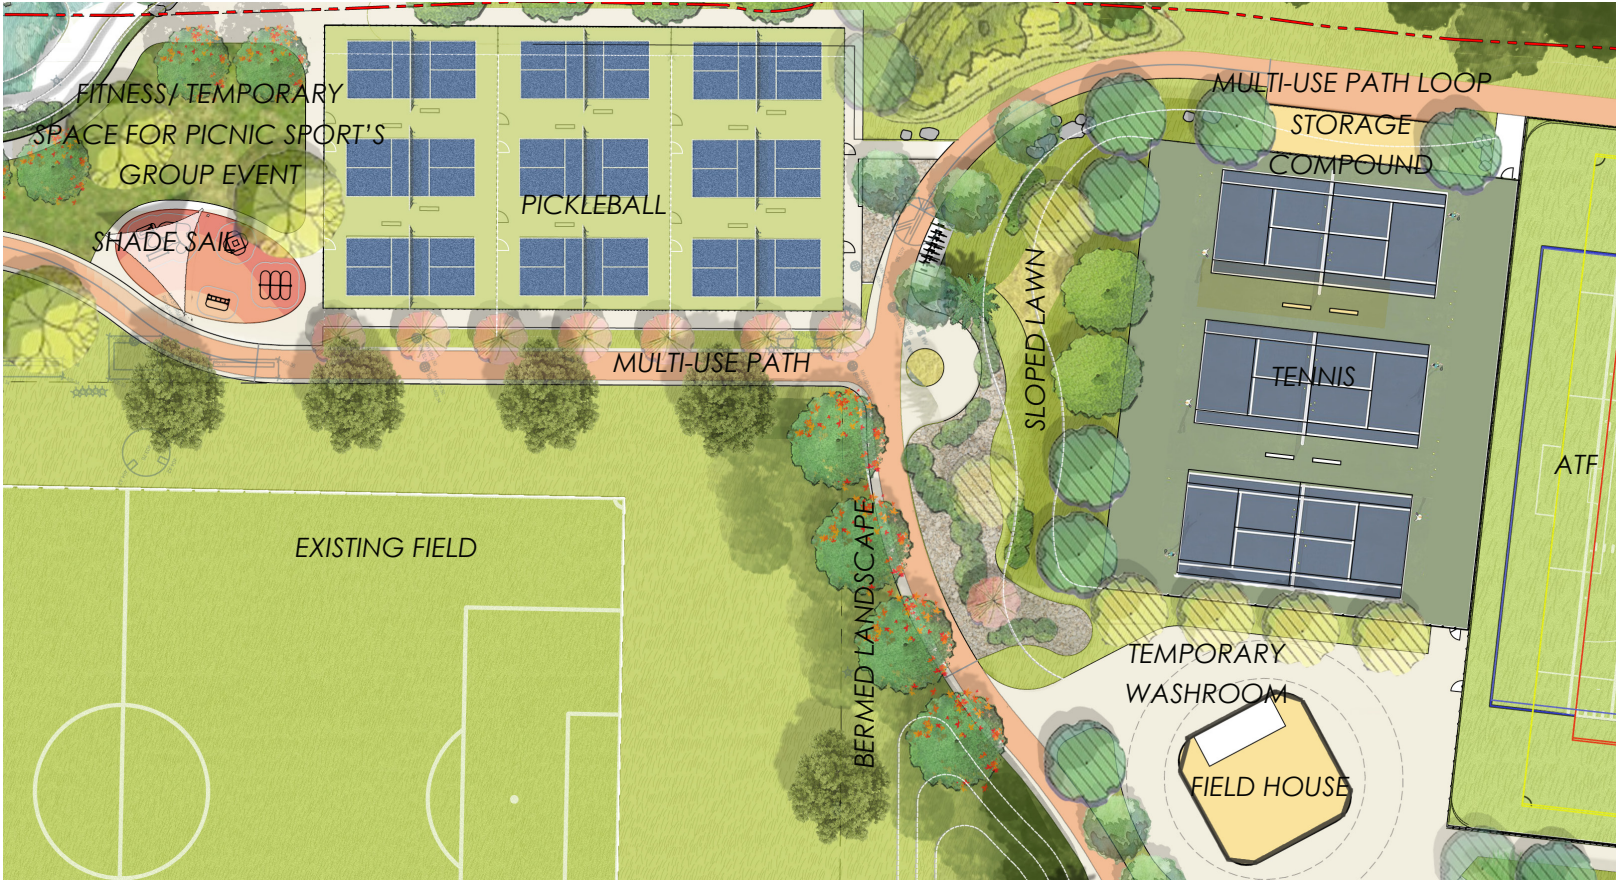 FITNESS/ TEMPORARY
SPACE FOR PICNIC SPORT'S
GROUP EVENT
SHADE SAIL
PICKLEBALL
MULTI-USE PATH
MULTI-USE PATH LOOP
STORAGE
COMPOUND
SLOPED LAWN
TENNIS
ATF
EXISTING FIELD
BERMED LANDSCAPE
TEMPORARY
WASHROOM
FIELD HOUSE